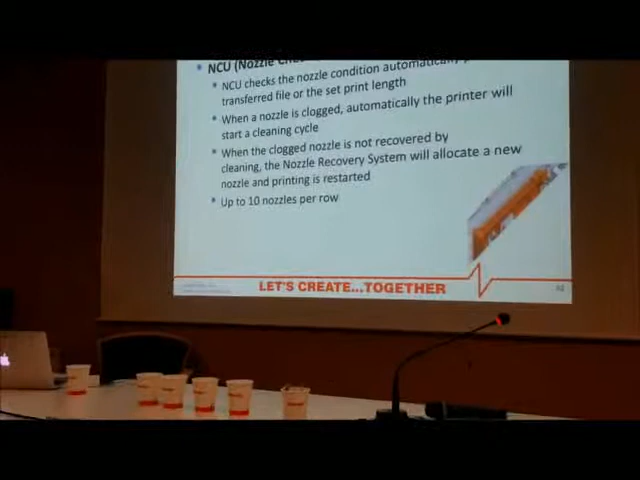 NCU (Nozzle
NCU checks the nozzle condition automatically
transferred file or the set print length
When a nozzle is clogged, automatically the printer will
start a cleaning cycle
When the clogged nozzle is not recovered by
cleaning, the Nozzle Recovery System will allocate a new
nozzle and printing is restarted
Up to 10 nozzles per row
LET'S CREATE...TOGETHER